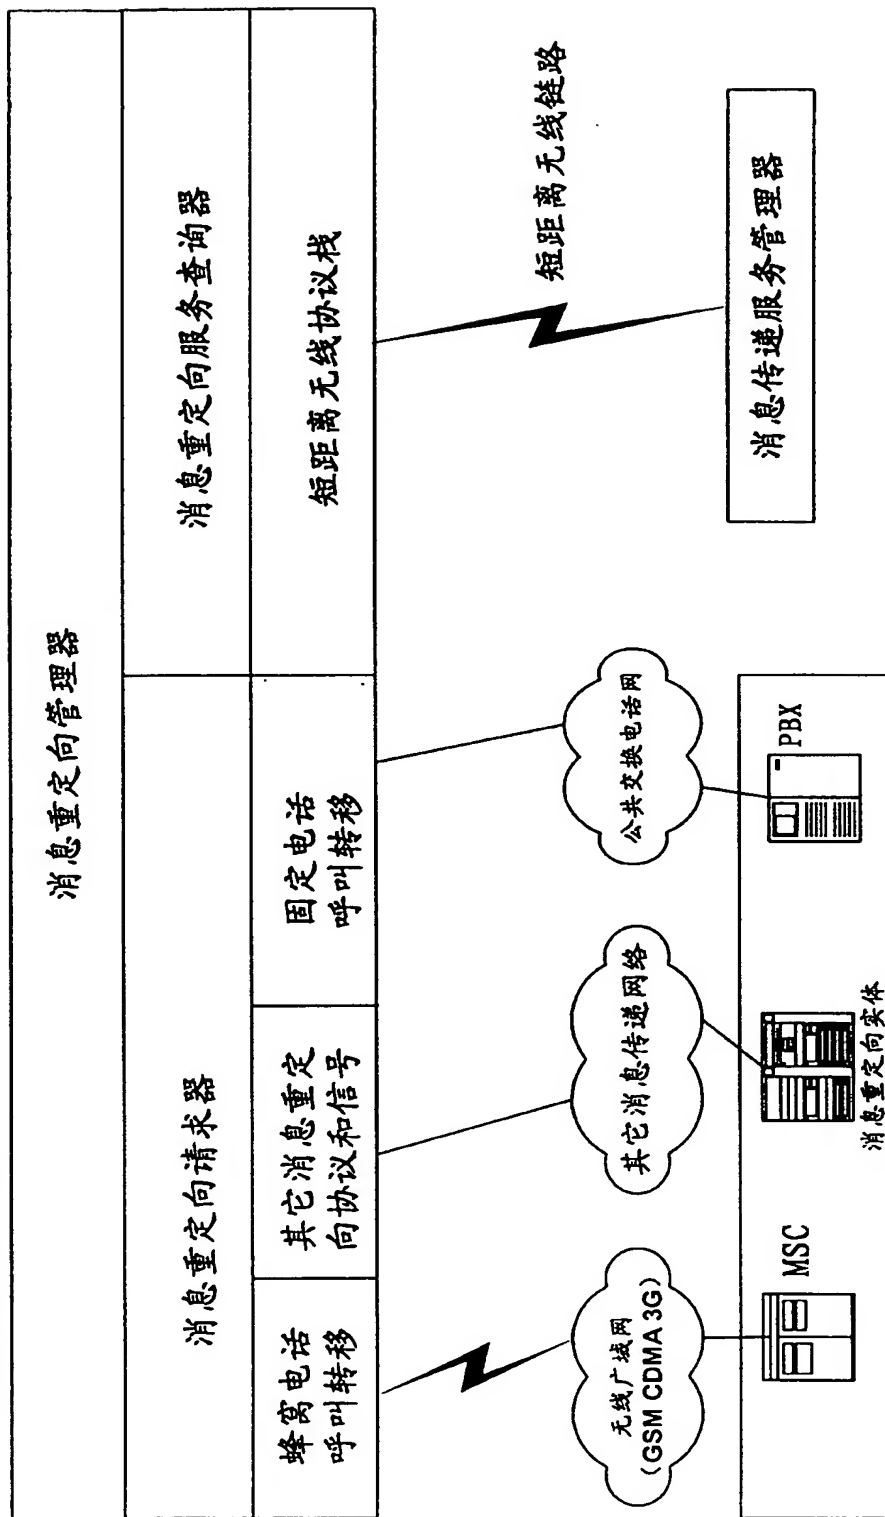 消息重定向管理器
消息重定向请求器
消息重定向服务查询器
蜂窝电话
呼叫转移
其它消息重定
向协议和信号
固定电话
呼叫转移
短距离无线协议栈
短距离无线链路
无线广域网
(GSM CDMA 3G)
其它消息传递网络
公共交换电话网
消息传递服务管理器
MSC
消息重定向实体
PBX